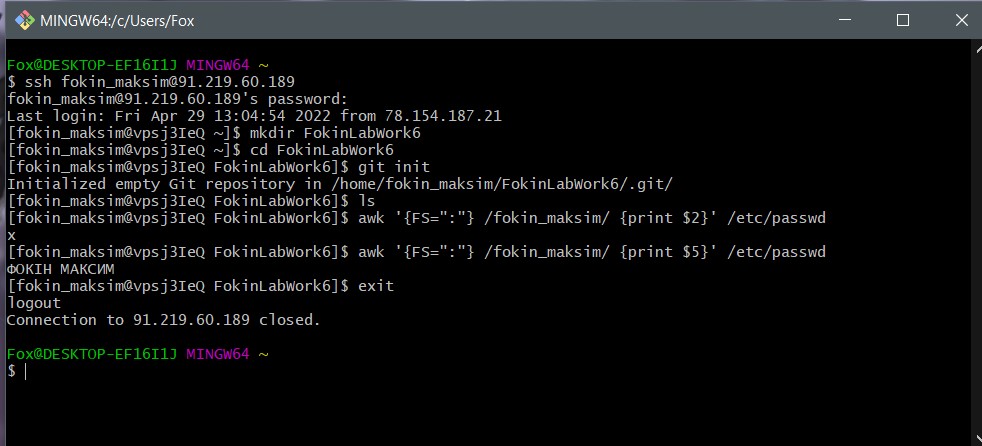 MINGW64:/c/Users/Fox
Fox@DESKTOP-EF16I1J MINGW64 ~
$ ssh fokin_maksim@91.219.60.189
fokin_maksim@91.219.60.189's password:
Last login: Fri Apr 29 13:04:54 2022 from 78.154.187.21
[fokin_maksim@vpsj3IeQ ~]$ mkdir FokinLabWork6
[fokin_maksim@vpsj3IeQ ~]$ cd FokinLabWork6
[fokin_maksim@vpsj3IeQ FokinLabWork6]$ git init
Initialized empty Git repository in /home/fokin_maksim/FokinLabWork6/.git/
[fokin_maksim@vpsj3IeQ FokinLabWork6]$ ls
[fokin_maksim@vpsj3IeQ FokinLabWork6]$ awk '{FS=":"} /fokin_maksim/ {print $2}' /etc/passwd
x
[fokin_maksim@vpsj3IeQ FokinLabWork6]$ awk '{FS=":"} /fokin_maksim/ {print $5}' /etc/passwd
ФОКІН МАКСИМ
[fokin_maksim@vpsj3IeQ FokinLabWork6]$ exit
logout
Connection to 91.219.60.189 closed.
Fox@DESKTOP-EF16I1J MINGW64 ~
$